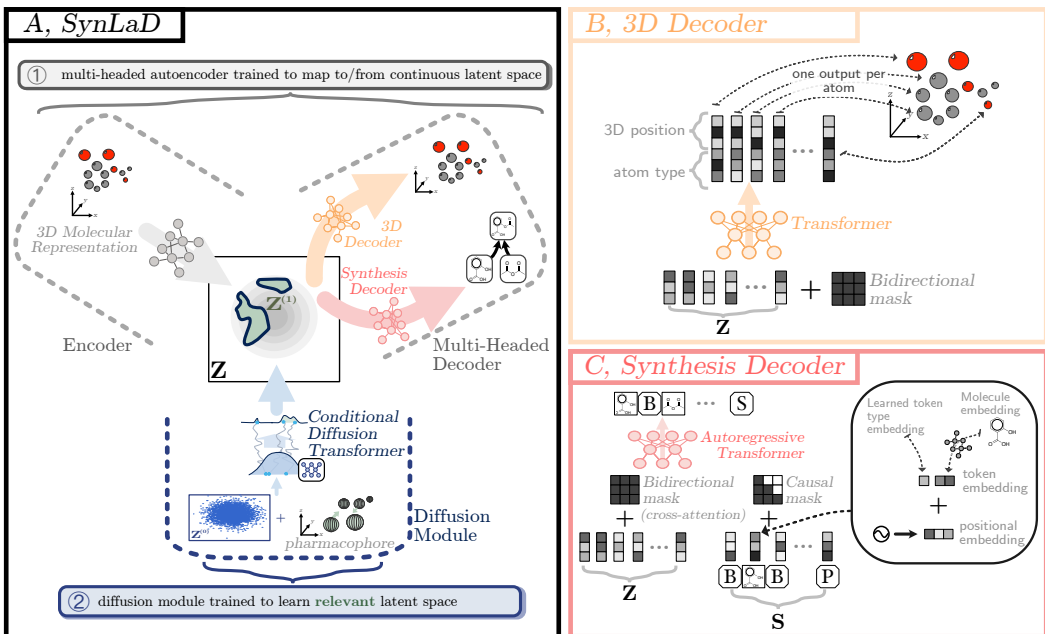 A, SynLaD
① multi-headed autoencoder trained to map to/from continuous latent space
z
y
x
3D Molecular
Representation
3D
Decoder
z
y
x
Synthesis
Decoder
Z⁽¹⁾
Z
Encoder
Multi-Headed
Decoder
Conditional
Diffusion
Transformer
Z⁽⁰⁾
+
z
y
x
pharmacophore
Diffusion
Module
② diffusion module trained to learn relevant latent space
B, 3D Decoder
one output per
atom
z
y
x
3D position
atom type
...
Transformer
...
+
Bidirectional
mask
Z
C, Synthesis Decoder
B
...
S
Autoregressive
Transformer
Bidirectional
mask
(cross-attention)
Causal
mask
+
+
...
...
B
B
P
Z
S
Learned token
type
embedding
Molecule
embedding
token
embedding
+
positional
embedding